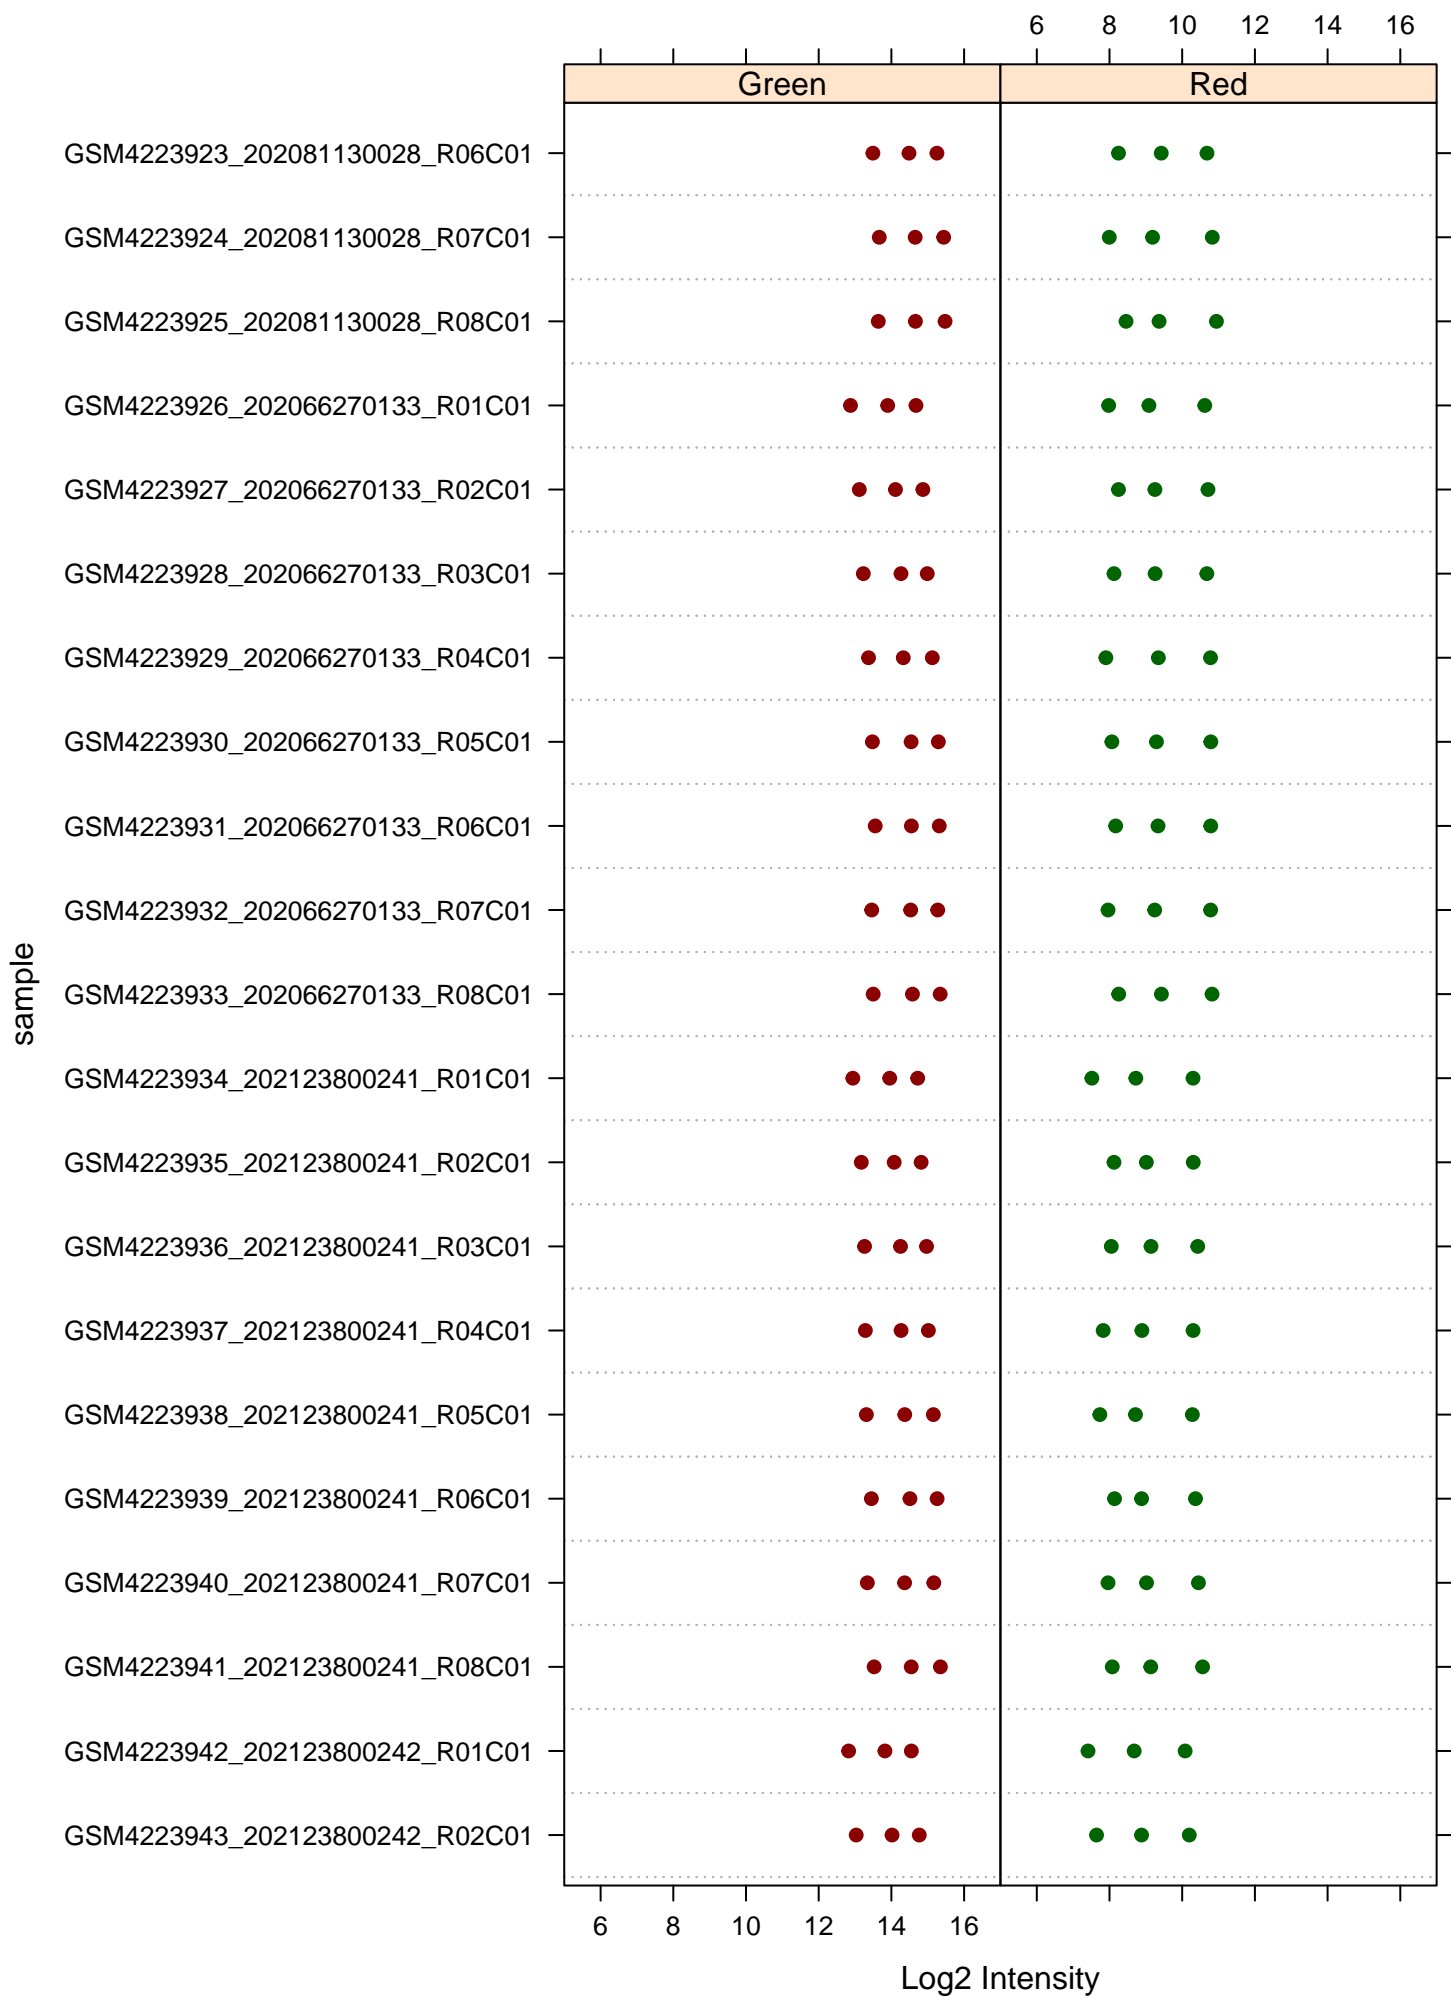 6 8 10 12 14 16
Green Red
GSM4223923_202081130028_R06C01
GSM4223924_202081130028_R07C01
GSM4223925_202081130028_R08C01
GSM4223926_202066270133_R01C01
GSM4223927_202066270133_R02C01
GSM4223928_202066270133_R03C01
GSM4223929_202066270133_R04C01
GSM4223930_202066270133_R05C01
GSM4223931_202066270133_R06C01
GSM4223932_202066270133_R07C01
GSM4223933_202066270133_R08C01
GSM4223934_202123800241_R01C01
GSM4223935_202123800241_R02C01
GSM4223936_202123800241_R03C01
GSM4223937_202123800241_R04C01
GSM4223938_202123800241_R05C01
GSM4223939_202123800241_R06C01
GSM4223940_202123800241_R07C01
GSM4223941_202123800241_R08C01
GSM4223942_202123800242_R01C01
GSM4223943_202123800242_R02C01
sample
6 8 10 12 14 16
Log2 Intensity